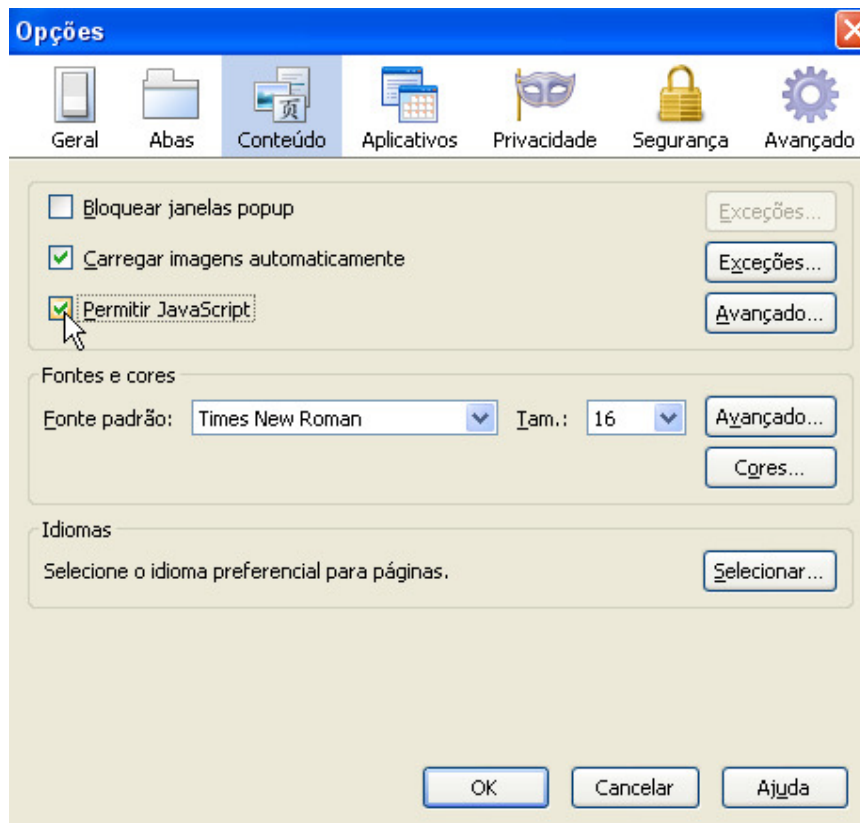 Opções
Geral Abas Conteúdo Aplicativos Privacidade Segurança Avançado
Bloquear janelas popup Exceções...
Carregar imagens automaticamente Exceções...
Permitir JavaScript Avançado...
Fontes e cores
Fonte padrão: Times New Roman Tam.: 16 Avançado...
Cores...
Idiomas
Selecione o idioma preferencial para páginas. Selecionar...
OK Cancelar Ajuda